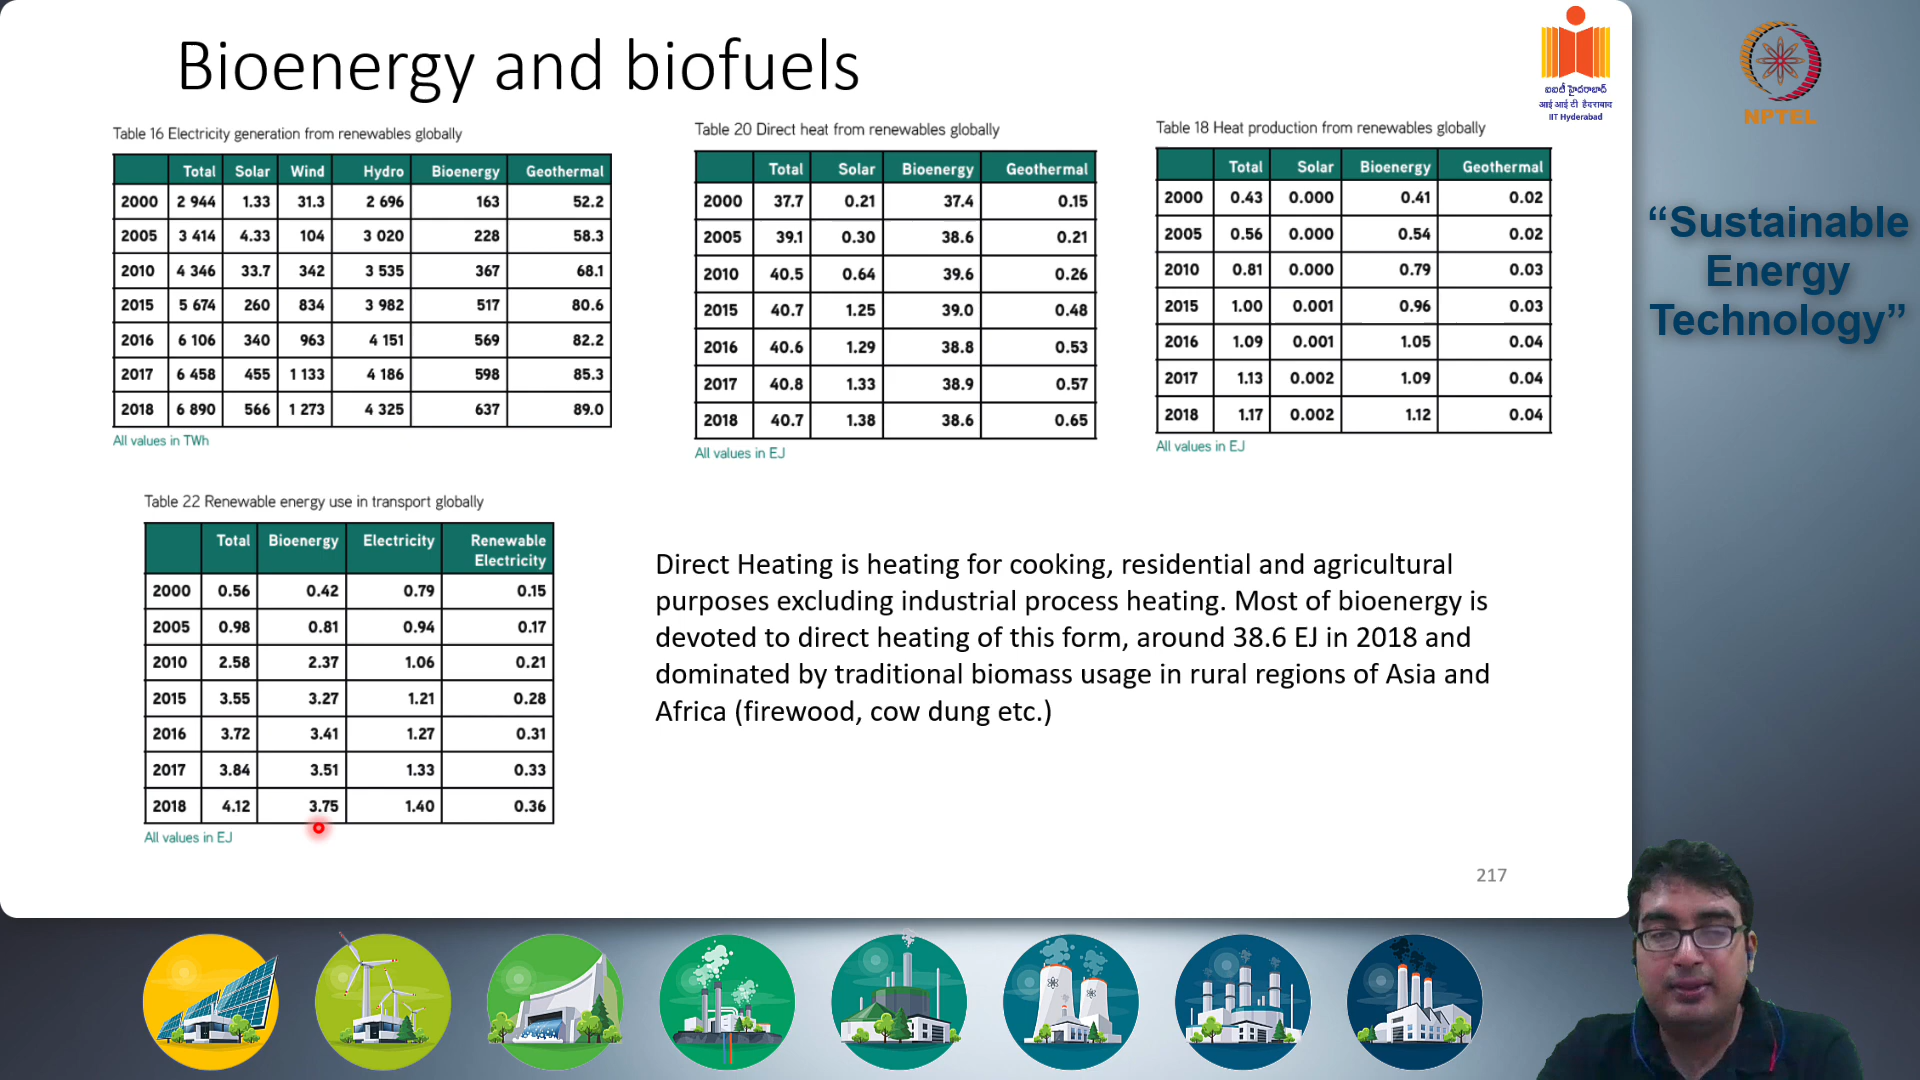 Bioenergy and biofuels
ఐఐటీ హైదరాబాద్
आई आई टी हैदराबाद
IIT Hyderabad
NPTEL
“Sustainable
Energy
Technology”
Table 16 Electricity generation from renewables globally
Total Solar Wind Hydro Bioenergy Geothermal
2000 2 944 1.33 31.3 2 696 163 52.2
2005 3 414 4.33 104 3 020 228 58.3
2010 4 346 33.7 342 3 535 367 68.1
2015 5 674 260 834 3 982 517 80.6
2016 6 106 340 963 4 151 569 82.2
2017 6 458 455 1 133 4 186 598 85.3
2018 6 890 566 1 273 4 325 637 89.0
All values in TWh
Table 20 Direct heat from renewables globally
Total Solar Bioenergy Geothermal
2000 37.7 0.21 37.4 0.15
2005 39.1 0.30 38.6 0.21
2010 40.5 0.64 39.6 0.26
2015 40.7 1.25 39.0 0.48
2016 40.6 1.29 38.8 0.53
2017 40.8 1.33 38.9 0.57
2018 40.7 1.38 38.6 0.65
All values in EJ
Table 18 Heat production from renewables globally
Total Solar Bioenergy Geothermal
2000 0.43 0.000 0.41 0.02
2005 0.56 0.000 0.54 0.02
2010 0.81 0.000 0.79 0.03
2015 1.00 0.001 0.96 0.03
2016 1.09 0.001 1.05 0.04
2017 1.13 0.002 1.09 0.04
2018 1.17 0.002 1.12 0.04
All values in EJ
Table 22 Renewable energy use in transport globally
Total Bioenergy Electricity Renewable
Electricity
2000 0.56 0.42 0.79 0.15
2005 0.98 0.81 0.94 0.17
2010 2.58 2.37 1.06 0.21
2015 3.55 3.27 1.21 0.28
2016 3.72 3.41 1.27 0.31
2017 3.84 3.51 1.33 0.33
2018 4.12 3.75 1.40 0.36
All values in EJ
Direct Heating is heating for cooking, residential and agricultural
purposes excluding industrial process heating. Most of bioenergy is
devoted to direct heating of this form, around 38.6 EJ in 2018 and
dominated by traditional biomass usage in rural regions of Asia and
Africa (firewood, cow dung etc.)
217